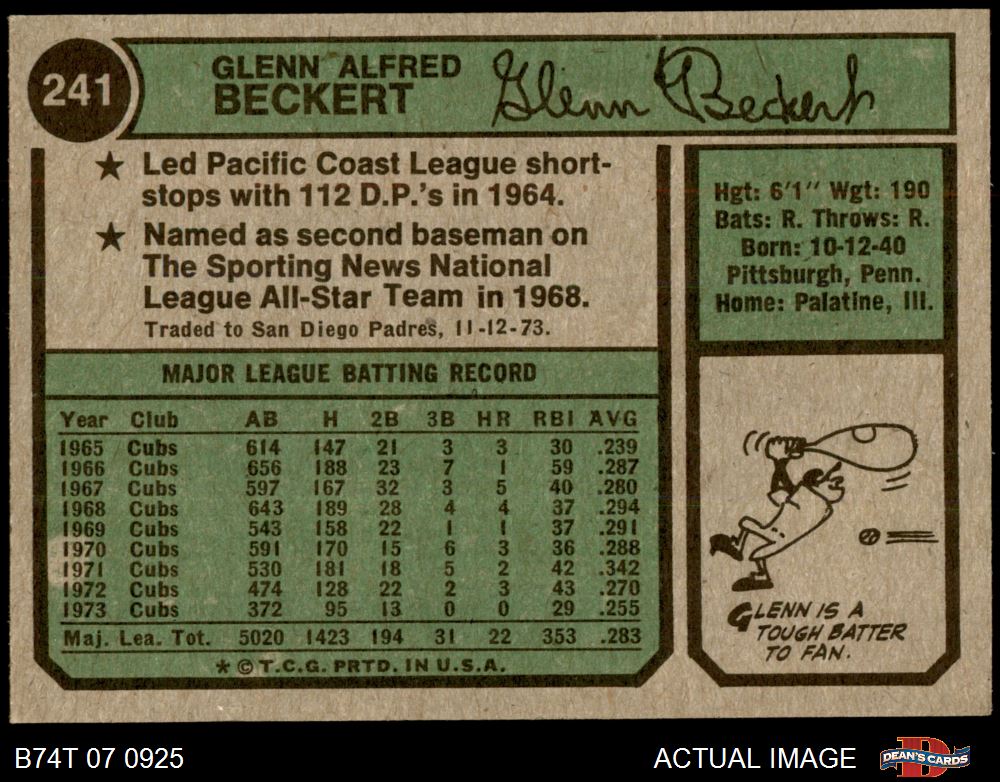 241
GLENN ALFRED
BECKERT
Glenn Beckert
★ Led Pacific Coast League short-
stops with 112 D.P.'s in 1964.
★ Named as second baseman on
The Sporting News National
League All-Star Team in 1968.
Traded to San Diego Padres, 11-12-73.
Hgt: 6'1" Wgt: 190
Bats: R. Throws: R.
Born: 10-12-40
Pittsburgh, Penn.
Home: Palatine, Ill.
MAJOR LEAGUE BATTING RECORD
Year Club AB H 2B 3B HR RBI AVG
1965 Cubs 614 147 21 3 3 30 .239
1966 Cubs 656 188 23 7 1 59 .287
1967 Cubs 597 167 32 3 5 40 .280
1968 Cubs 643 189 28 4 4 37 .294
1969 Cubs 543 158 22 1 1 37 .291
1970 Cubs 591 170 15 6 3 36 .288
1971 Cubs 530 181 18 5 2 42 .342
1972 Cubs 474 128 22 2 3 43 .270
1973 Cubs 372 95 13 0 0 29 .255
Maj. Lea. Tot. 5020 1423 194 31 22 353 .283
* © T.C.G. PRTD. IN U.S.A.
GLENN IS A
TOUGH BATTER
TO FAN.
B74T 07 0925
ACTUAL IMAGE
DEAN'S CARDS